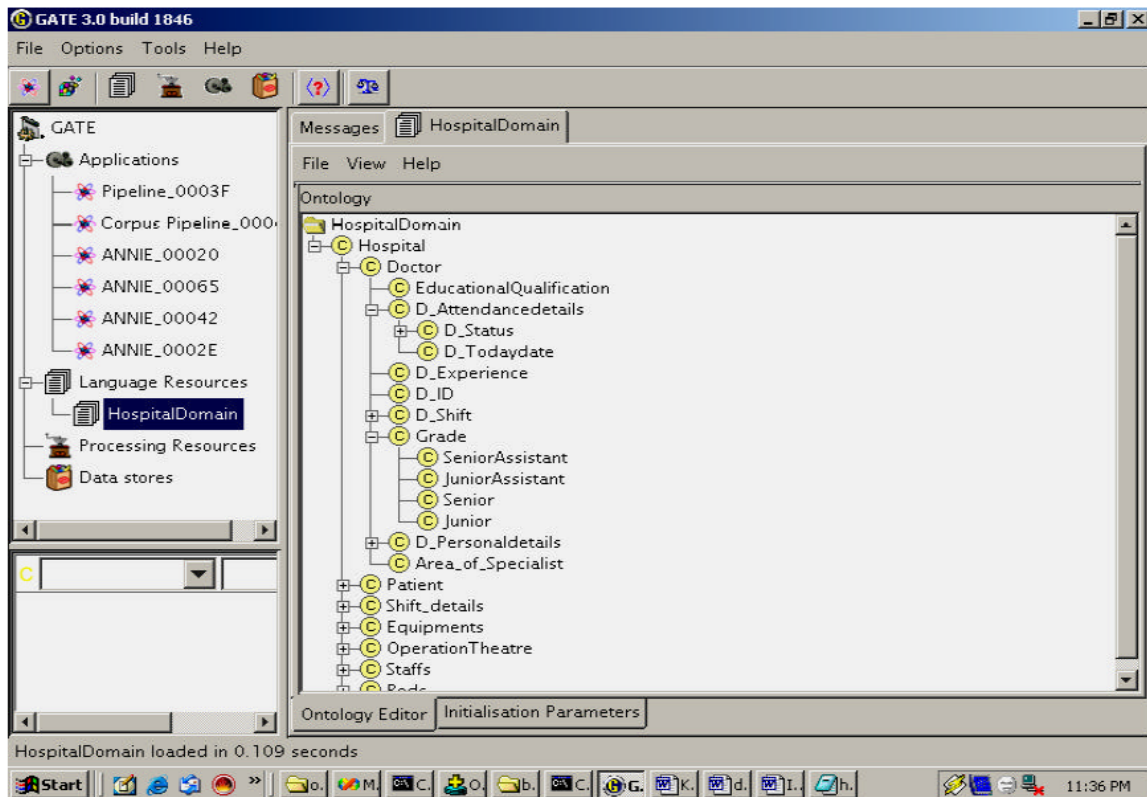 GATE 3.0 build 1846
File Options Tools Help
GATE
Applications
Pipeline_0003F
Corpus Pipeline_000
ANNIE_00020
ANNIE_00065
ANNIE_00042
ANNIE_0002E
Language Resources
HospitalDomain
Processing Resources
Data stores
C
Messages HospitalDomain
File View Help
Ontology
HospitalDomain
C Hospital
C Doctor
C EducationalQualification
C D_Attendancedetails
C D_Status
C D_Todaydate
C D_Experience
C D_ID
C D_Shift
C Grade
C SeniorAssistant
C JuniorAssistant
C Senior
C Junior
C D_Personaldetails
C Area_of_Specialist
C Patient
C Shift_details
C Equipments
C OperationTheatre
C Staffs
C Beds
Ontology Editor Initialisation Parameters
HospitalDomain loaded in 0.109 seconds
Start » o. M. C. O. b. C. G. K. d. I.. h. 11:36 PM